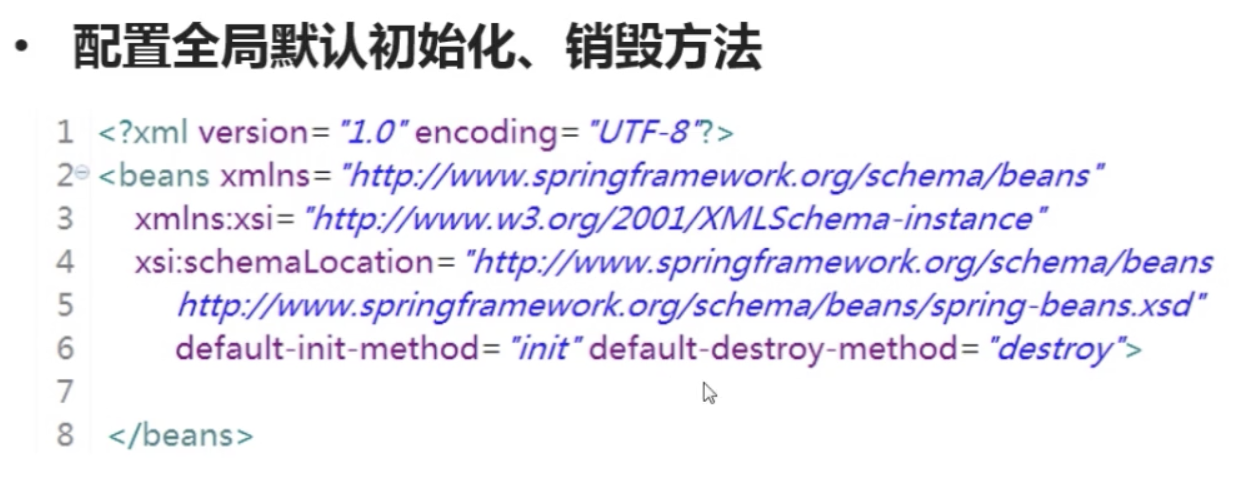 • 配置全局默认初始化、销毁方法
1 <?xml version="1.0" encoding="UTF-8"?>
2 <beans xmlns="http://www.springframework.org/schema/beans"
3 xmlns:xsi="http://www.w3.org/2001/XMLSchema-instance"
4 xsi:schemaLocation="http://www.springframework.org/schema/beans
5 http://www.springframework.org/schema/beans/spring-beans.xsd"
6 default-init-method="init" default-destroy-method="destroy">
7
8 </beans>